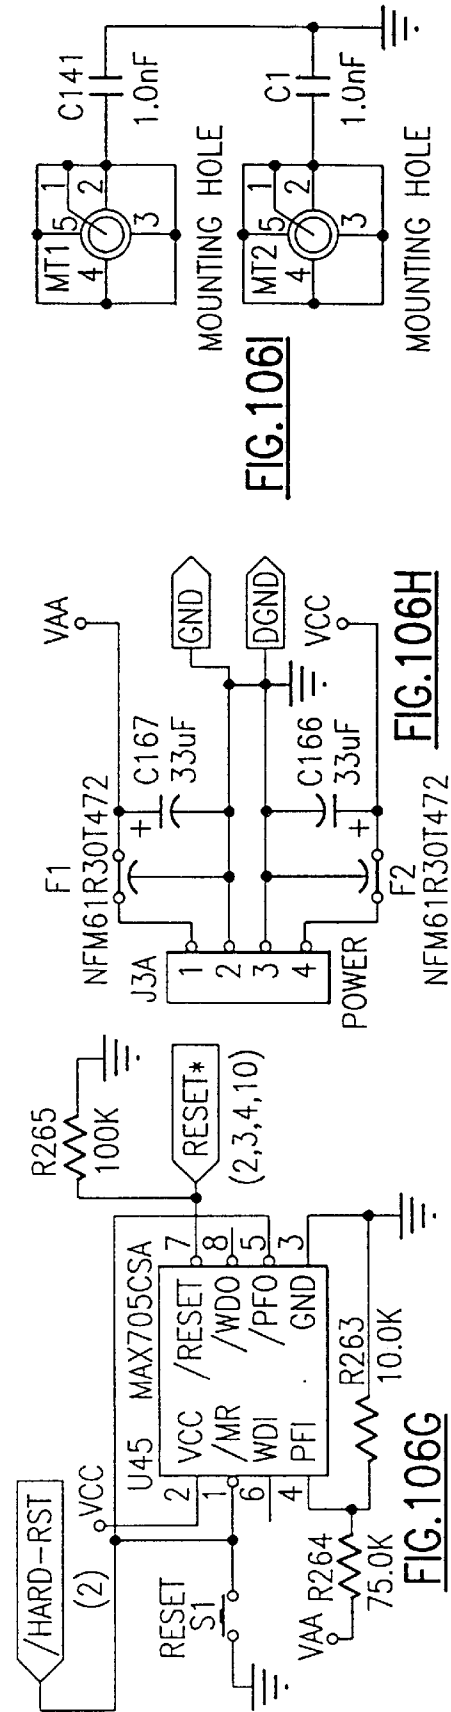 /HARD-RST
(2)
VCC
RESET
S1
U45
MAX705CSA
2
VCC
/RESET
7
1
/MR
/WDO
8
6
WDI
/PFO
5
4
PFI
GND
3
R265
100K
RESET*
(2,3,4,10)
VAA
R264
75.0K
R263
10.0K
FIG.106G
F1
NFM61R30T472
VAA
J3A
1
2
3
4
POWER
+
C167
33uF
GND
DGND
C166
33uF
+
VCC
F2
NFM61R30T472
FIG.106H
MT1
1
2
3
4
5
C141
1.0nF
MOUNTING HOLE
MT2
1
2
3
4
5
C1
1.0nF
MOUNTING HOLE
FIG.106I